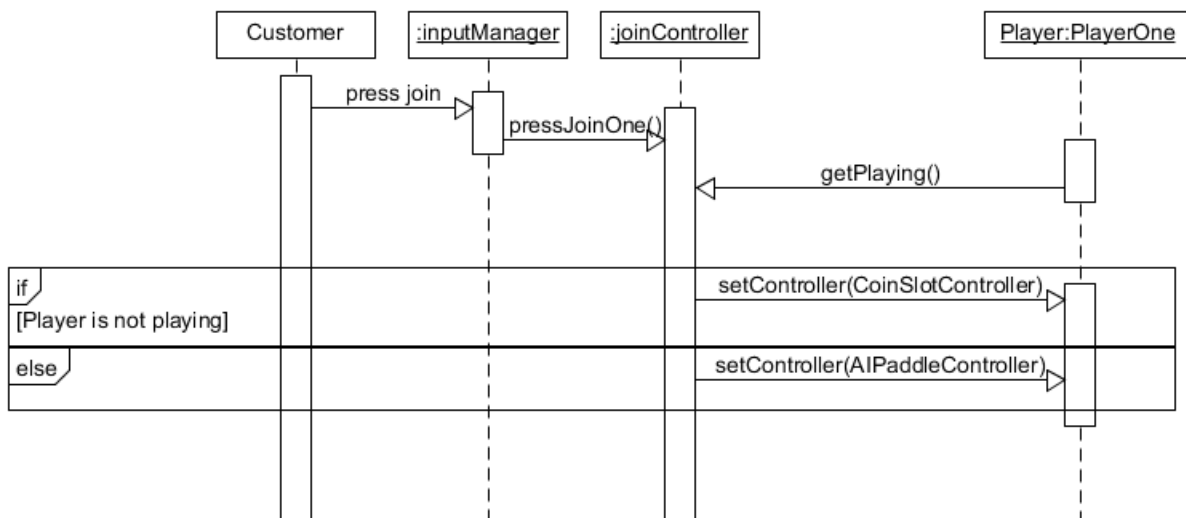 Customer
:inputManager
:joinController
Player:PlayerOne
press join
pressJoinOne()
getPlaying()
if
setController(CoinSlotController)
[Player is not playing]
else
setController(AIPaddleController)